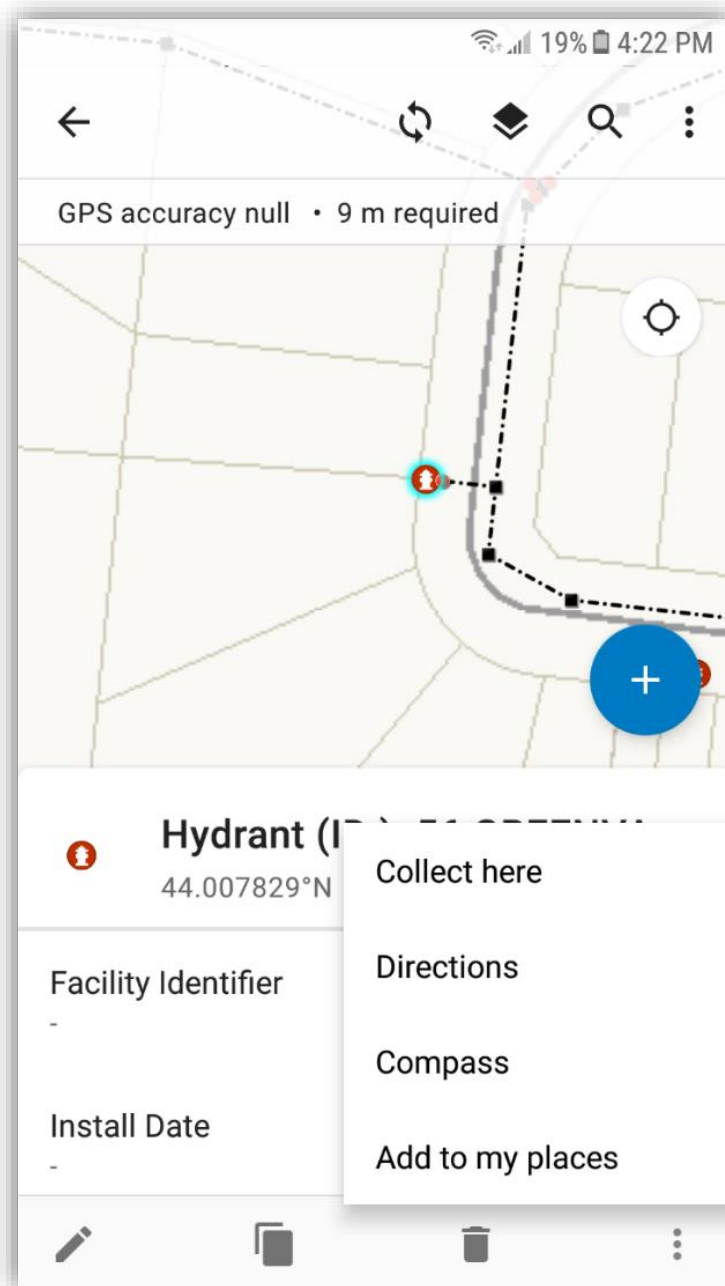 19% 4:22 PM
GPS accuracy null • 9 m required
Hydrant (I
44.007829°N
Collect here
Directions
Compass
Add to my places
Facility Identifier
-
Install Date
-